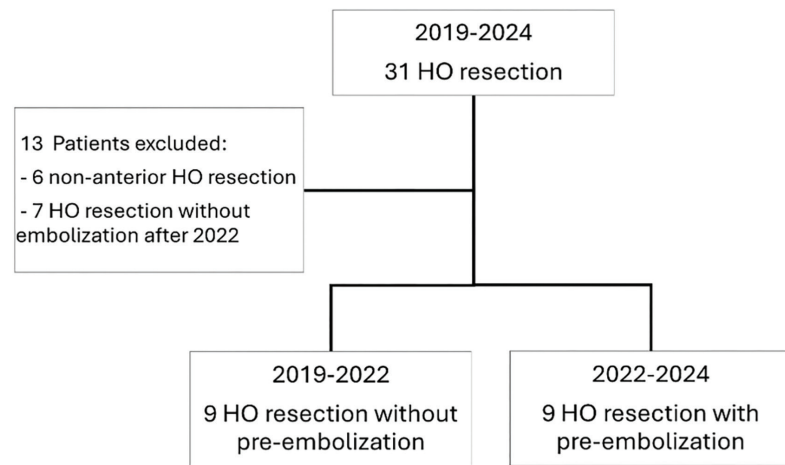 2019-2024
31 HO resection
13 Patients excluded:
- 6 non-anterior HO resection
- 7 HO resection without
embolization after 2022
2019-2022
9 HO resection without
pre-embolization
2022-2024
9 HO resection with
pre-embolization